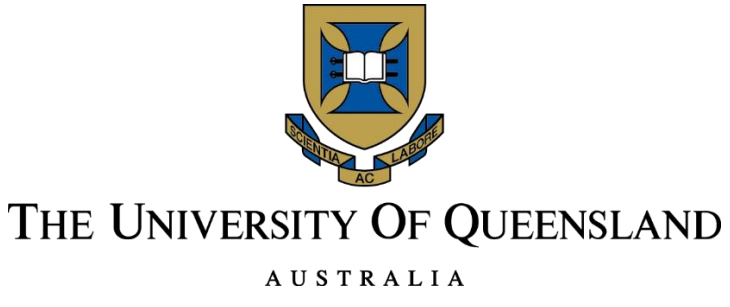 SCIENTIA AC LABORE
THE UNIVERSITY OF QUEENSLAND
AUSTRALIA